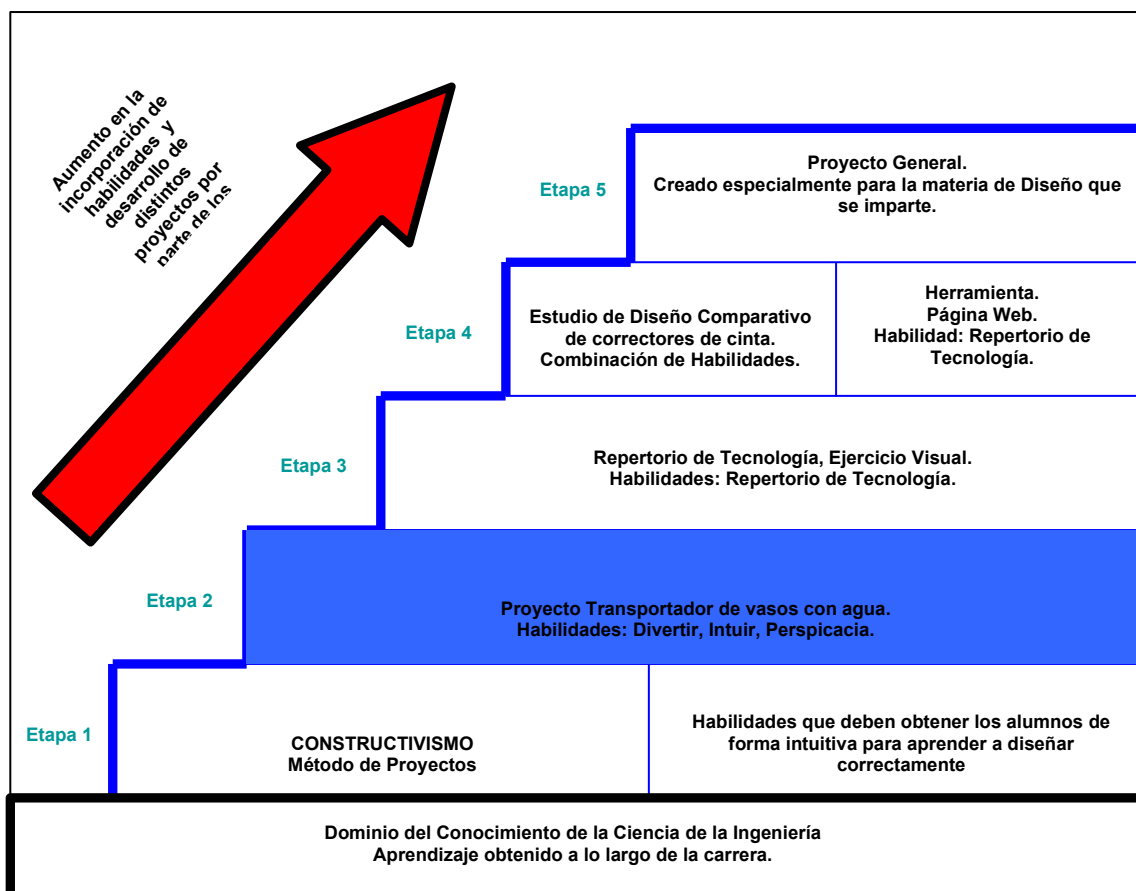 Aumento en la
incorporación de
habilidades y
desarrollo de
distintos
proyectos por
parte de los
Etapa 5
Proyecto General.
Creado especialmente para la materia de Diseño que
se imparte.
Etapa 4
Estudio de Diseño Comparativo
de correctores de cinta.
Combinación de Habilidades.
Herramienta.
Página Web.
Habilidad: Repertorio de
Tecnología.
Etapa 3
Repertorio de Tecnología, Ejercicio Visual.
Habilidades: Repertorio de Tecnología.
Etapa 2
Proyecto Transportador de vasos con agua.
Habilidades: Divertir, Intuir, Perspicacia.
Etapa 1
CONSTRUCTIVISMO
Método de Proyectos
Habilidades que deben obtener los alumnos de
forma intuitiva para aprender a diseñar
correctamente
Dominio del Conocimiento de la Ciencia de la Ingeniería
Aprendizaje obtenido a lo largo de la carrera.